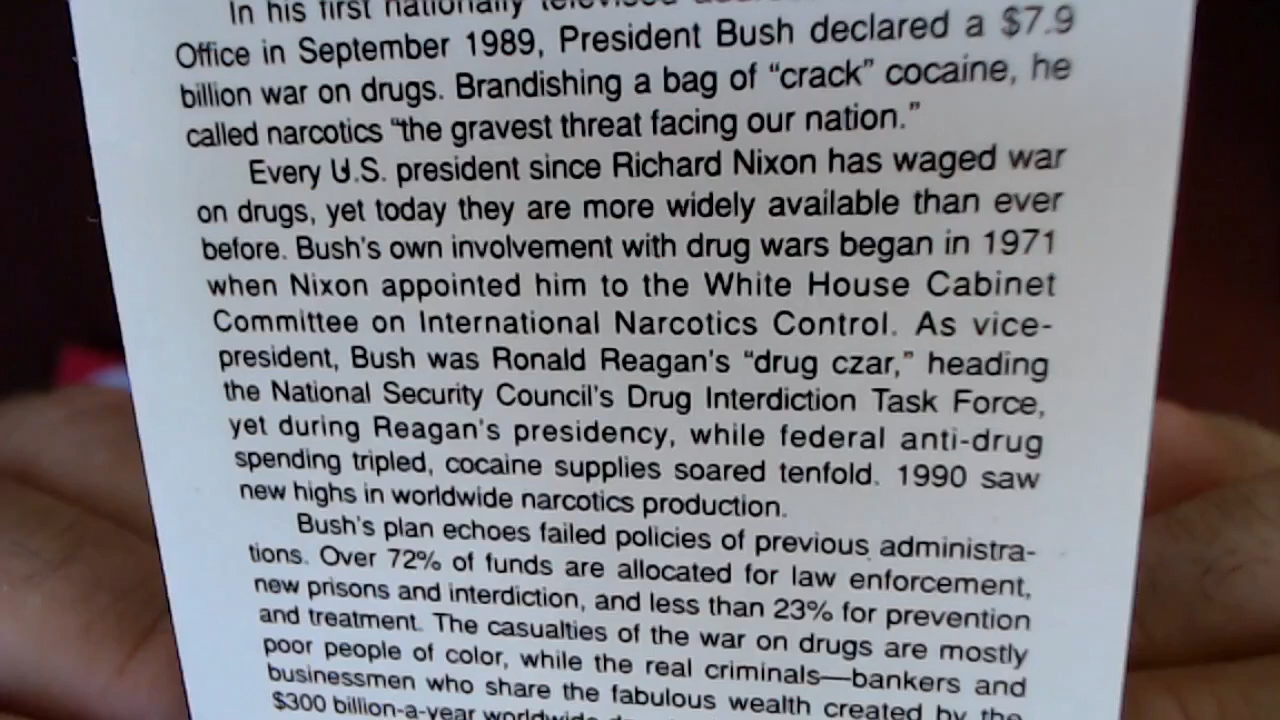 In his first nationally
Office in September 1989, President Bush declared a $7.9
billion war on drugs. Brandishing a bag of “crack” cocaine, he
called narcotics “the gravest threat facing our nation.”
Every U.S. president since Richard Nixon has waged war
on drugs, yet today they are more widely available than ever
before. Bush's own involvement with drug wars began in 1971
when Nixon appointed him to the White House Cabinet
Committee on International Narcotics Control. As vice-
president, Bush was Ronald Reagan's “drug czar,” heading
the National Security Council's Drug Interdiction Task Force,
yet during Reagan's presidency, while federal anti-drug
spending tripled, cocaine supplies soared tenfold. 1990 saw
new highs in worldwide narcotics production.
Bush's plan echoes failed policies of previous administra-
tions. Over 72% of funds are allocated for law enforcement,
new prisons and interdiction, and less than 23% for prevention
and treatment. The casualties of the war on drugs are mostly
poor people of color, while the real criminals—bankers and
businessmen who share the fabulous wealth created by the
$300 billion-a-year worldwide